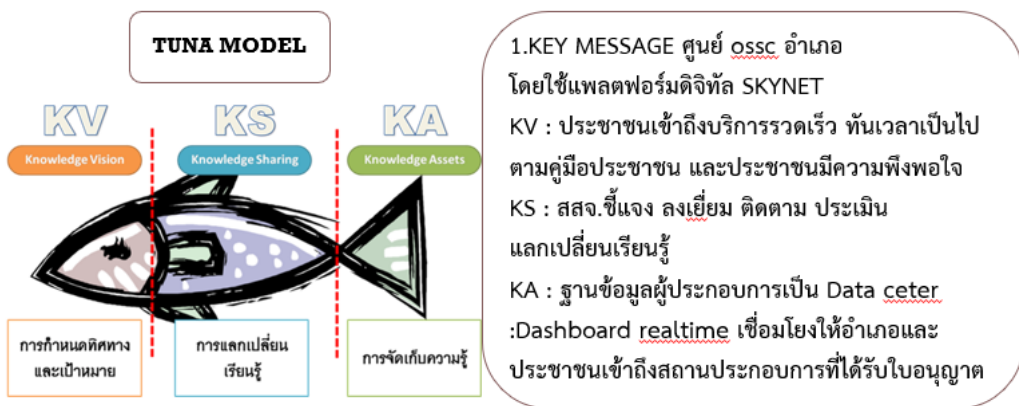 TUNA MODEL
KV
KS
KA
Knowledge Vision
Knowledge Sharing
Knowledge Assets
การกำหนดทิศทาง
และเป้าหมาย
การแลกเปลี่ยน
เรียนรู้
การจัดเก็บความรู้
1.KEY MESSAGE ศูนย์ ossc อำเภอ
โดยใช้แพลตฟอร์มดิจิทัล SKYNET
KV : ประชาชนเข้าถึงบริการรวดเร็ว ทันเวลาเป็นไป
ตามคู่มือประชาชน และประชาชนมีความพึงพอใจ
KS : สสจ.ชี้แจง ลงเยี่ยม ติดตาม ประเมิน
แลกเปลี่ยนเรียนรู้
KA : ฐานข้อมูลผู้ประกอบการเป็น Data ceter
:Dashboard realtime เชื่อมโยงให้อำเภอและ
ประชาชนเข้าถึงสถานประกอบการที่ได้รับใบอนุญาต